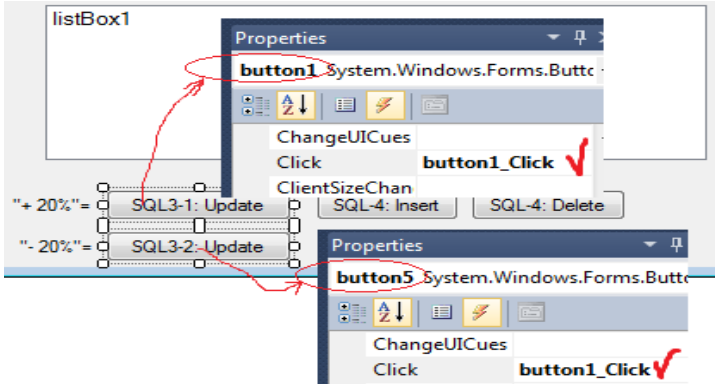 listBox1
Properties
button1 System.Windows.Forms.Butto
ChangeUICues
Click button1_Click
ClientSizeChan
"+ 20%"= SQL3-1: Update SQL-4: Insert SQL-4: Delete
"- 20%"= SQL3-2: Update
Properties
button5 System.Windows.Forms.Butto
ChangeUICues
Click button1_Click